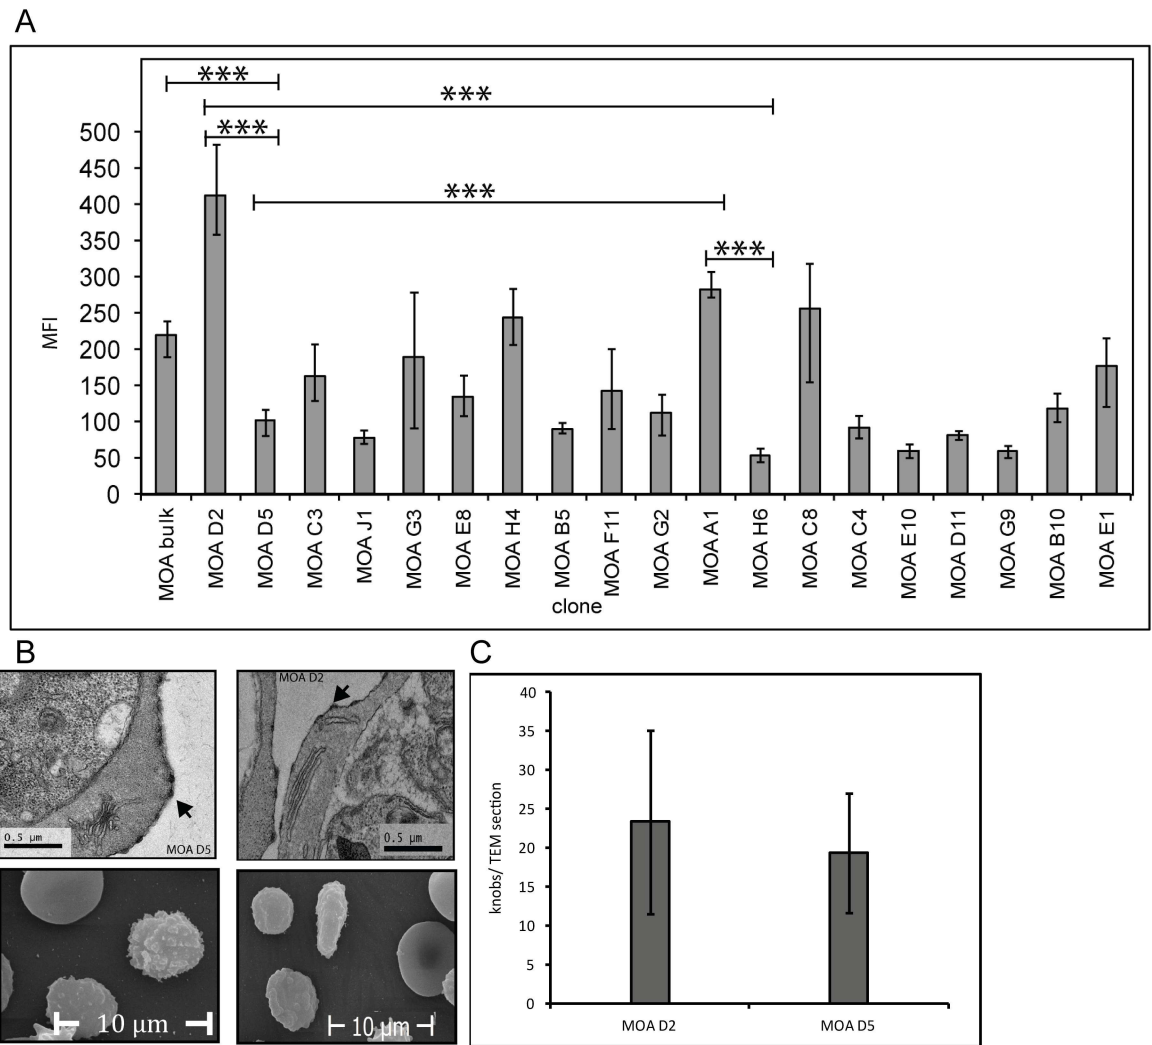 A
***
***
***
***
***
500
450
400
350
300
250
200
150
100
50
0
MFI
MOA bulk
MOA D2
MOA D5
MOA C3
MOA J1
MOA G3
MOA E8
MOA H4
MOA B5
MOA F11
MOA G2
MOA A1
MOA H6
MOA C8
MOA C4
MOA E10
MOA D11
MOA G9
MOA B10
MOA E1
clone
B
0.5 µm
MOA D5
MOA D2
0.5 µm
10 µm
10 µm
C
40
35
30
25
20
15
10
5
0
knobs/ TEM section
MOA D2
MOA D5